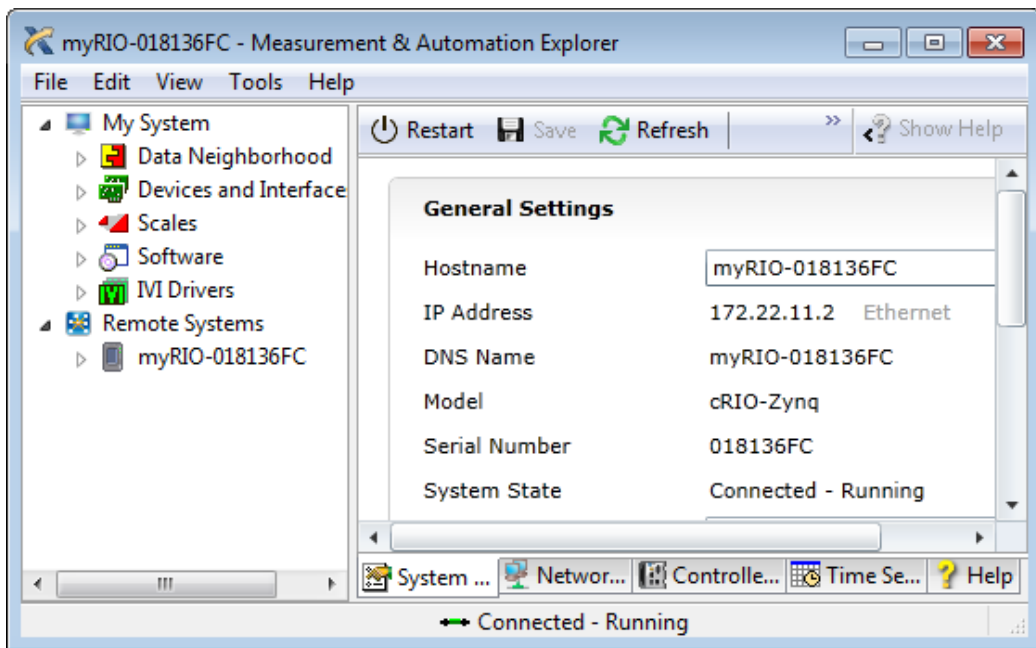 myRIO-018136FC - Measurement & Automation Explorer
File Edit View Tools Help
My System
Data Neighborhood
Devices and Interface
Scales
Software
IVI Drivers
Remote Systems
myRIO-018136FC
Restart Save Refresh » Show Help
General Settings
Hostname myRIO-018136FC
IP Address 172.22.11.2 Ethernet
DNS Name myRIO-018136FC
Model cRIO-Zynq
Serial Number 018136FC
System State Connected - Running
System ... Networ... Controlle... Time Se... Help
Connected - Running